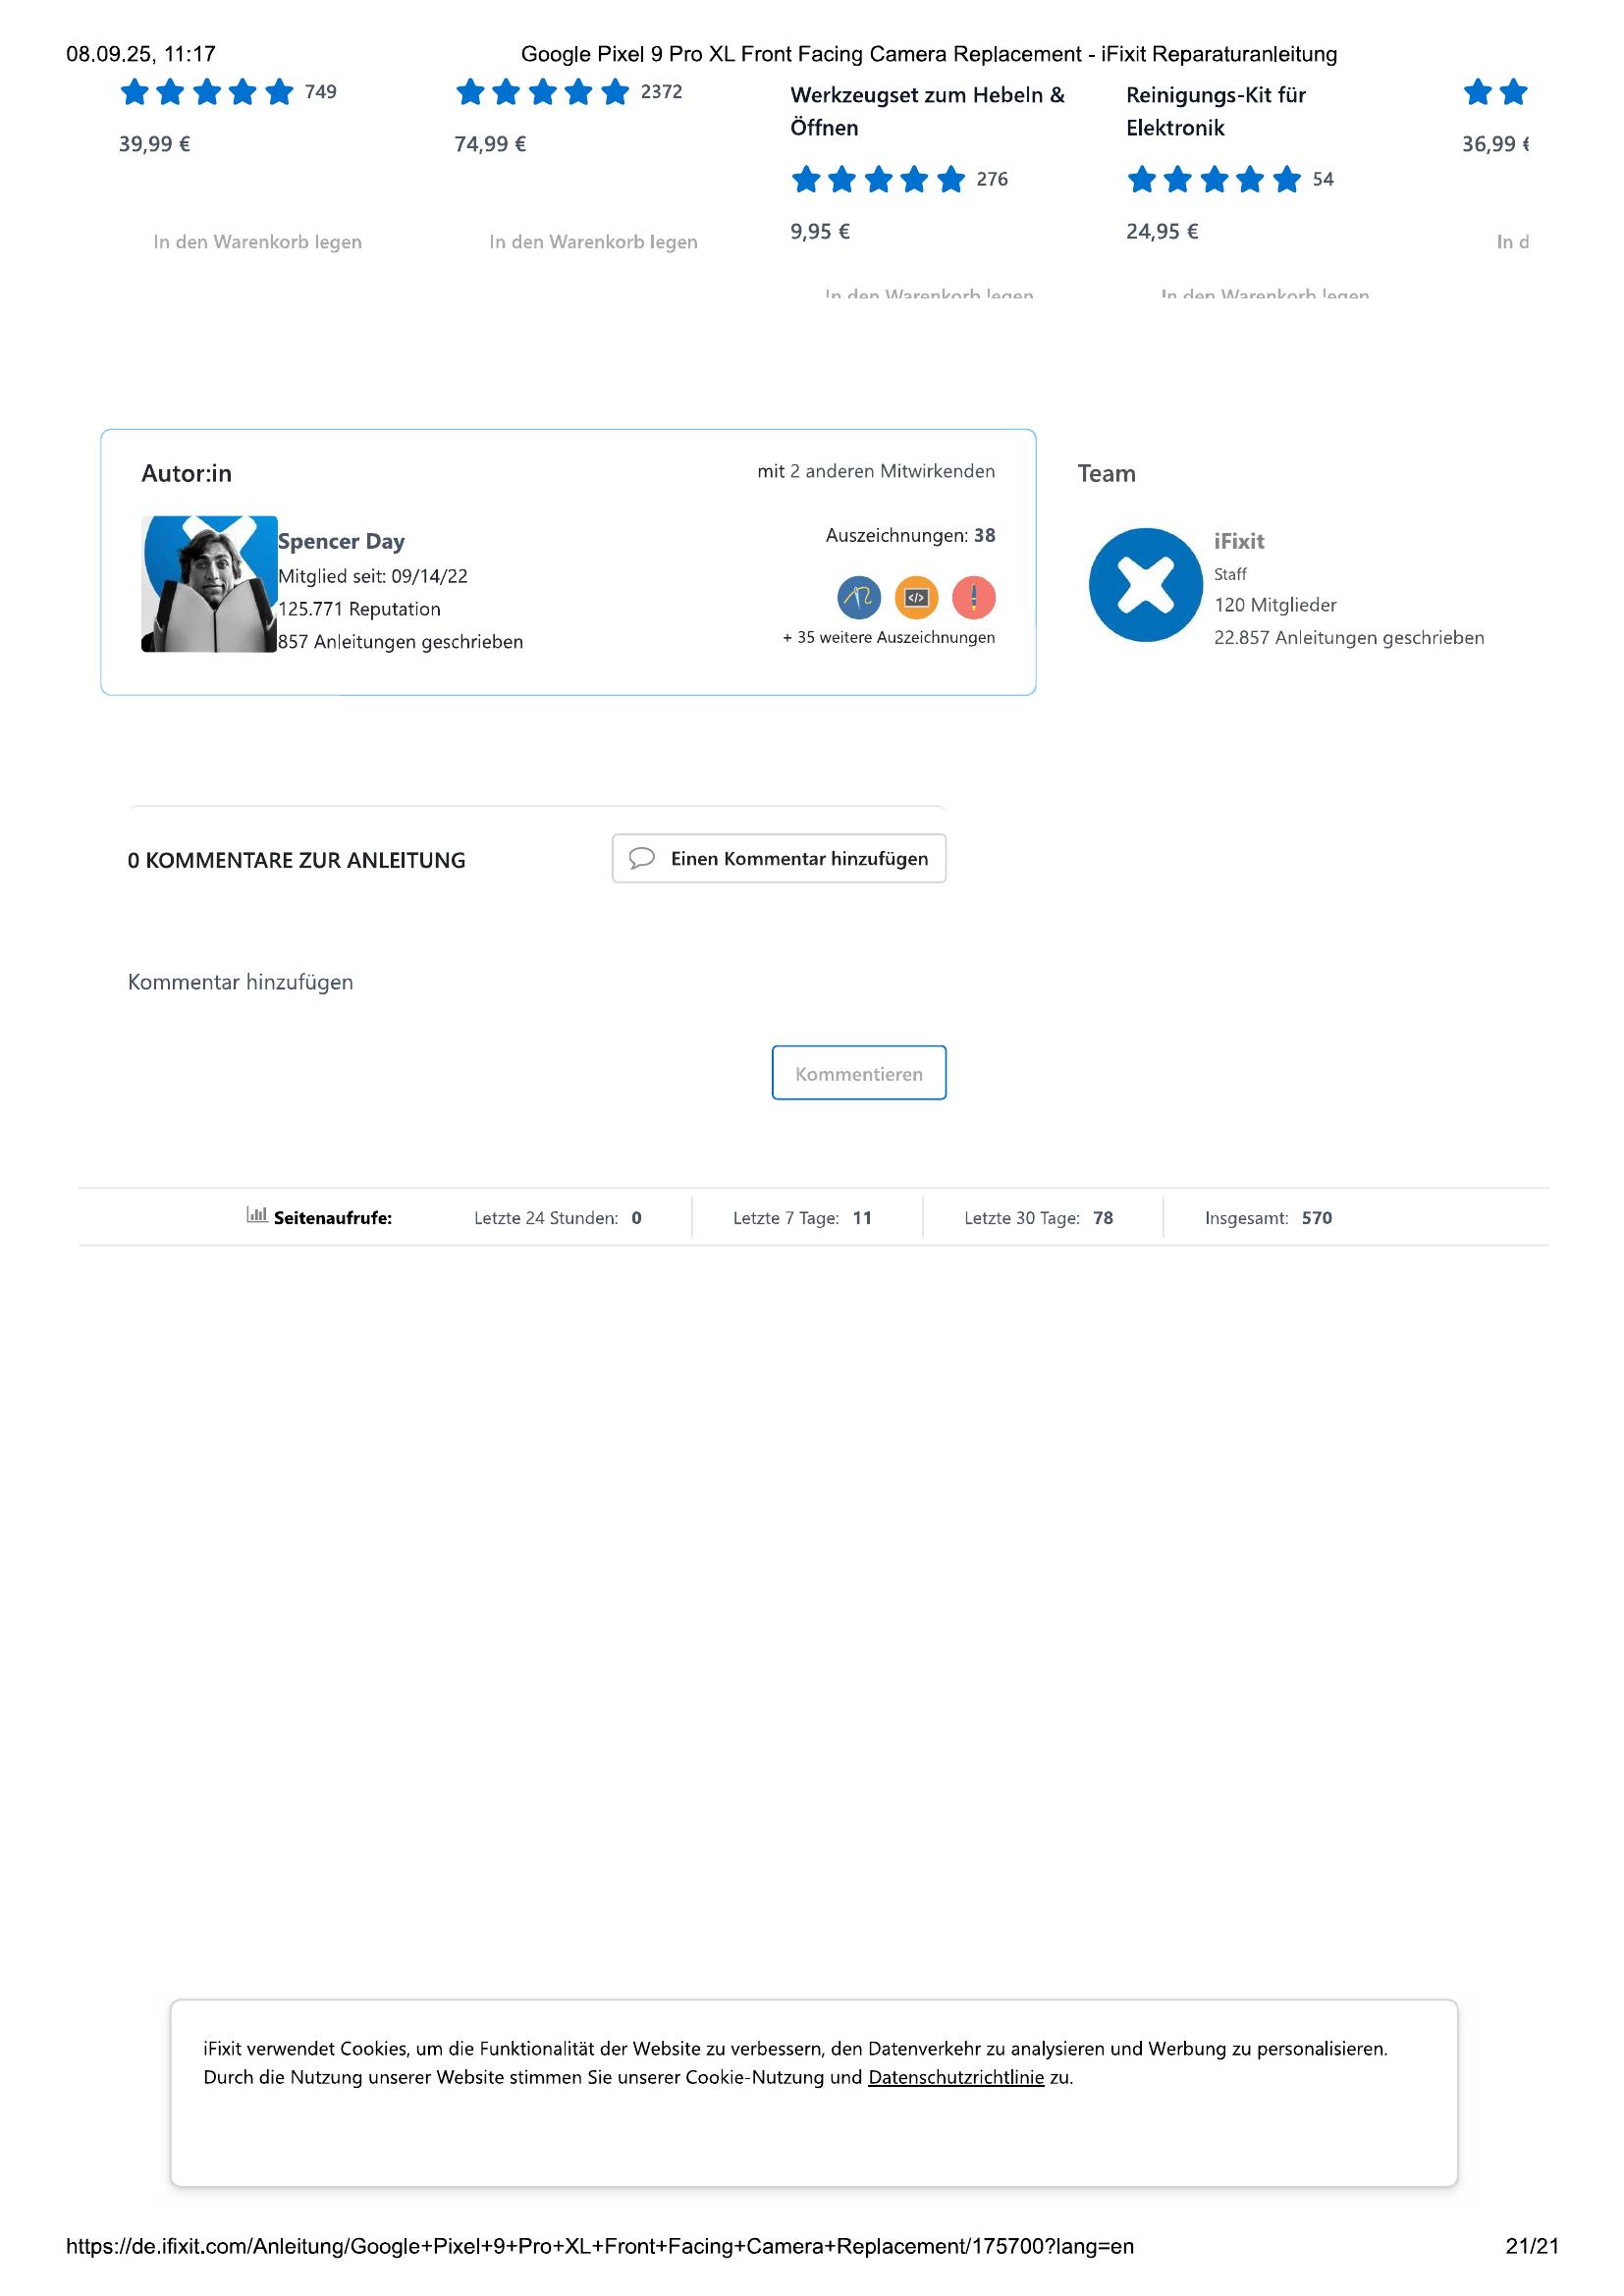 08.09.25, 11:17
Google Pixel 9 Pro XL Front Facing Camera Replacement - iFixit Reparaturanleitung
749
39,99 €
In den Warenkorb legen
2372
74,99 €
In den Warenkorb legen
Werkzeugset zum Hebeln &
Öffnen
276
9,95 €
In den Warenkorb legen
Reinigungs-Kit für
Elektronik
54
24,95 €
In den Warenkorb legen
36,99 €
In d
Autor:in
mit 2 anderen Mitwirkenden
Spencer Day
Mitglied seit: 09/14/22
125.771 Reputation
857 Anleitungen geschrieben
Auszeichnungen: 38
+ 35 weitere Auszeichnungen
Team
iFixit
Staff
120 Mitglieder
22.857 Anleitungen geschrieben
0 KOMMENTARE ZUR ANLEITUNG
Einen Kommentar hinzufügen
Kommentar hinzufügen
Kommentieren
Seitenaufrufe: Letzte 24 Stunden: 0 Letzte 7 Tage: 11 Letzte 30 Tage: 78 Insgesamt: 570
iFixit verwendet Cookies, um die Funktionalität der Website zu verbessern, den Datenverkehr zu analysieren und Werbung zu personalisieren.
Durch die Nutzung unserer Website stimmen Sie unserer Cookie-Nutzung und Datenschutzrichtlinie zu.
https://de.ifixit.com/Anleitung/Google+Pixel+9+Pro+XL+Front+Facing+Camera+Replacement/175700?lang=en
21/21